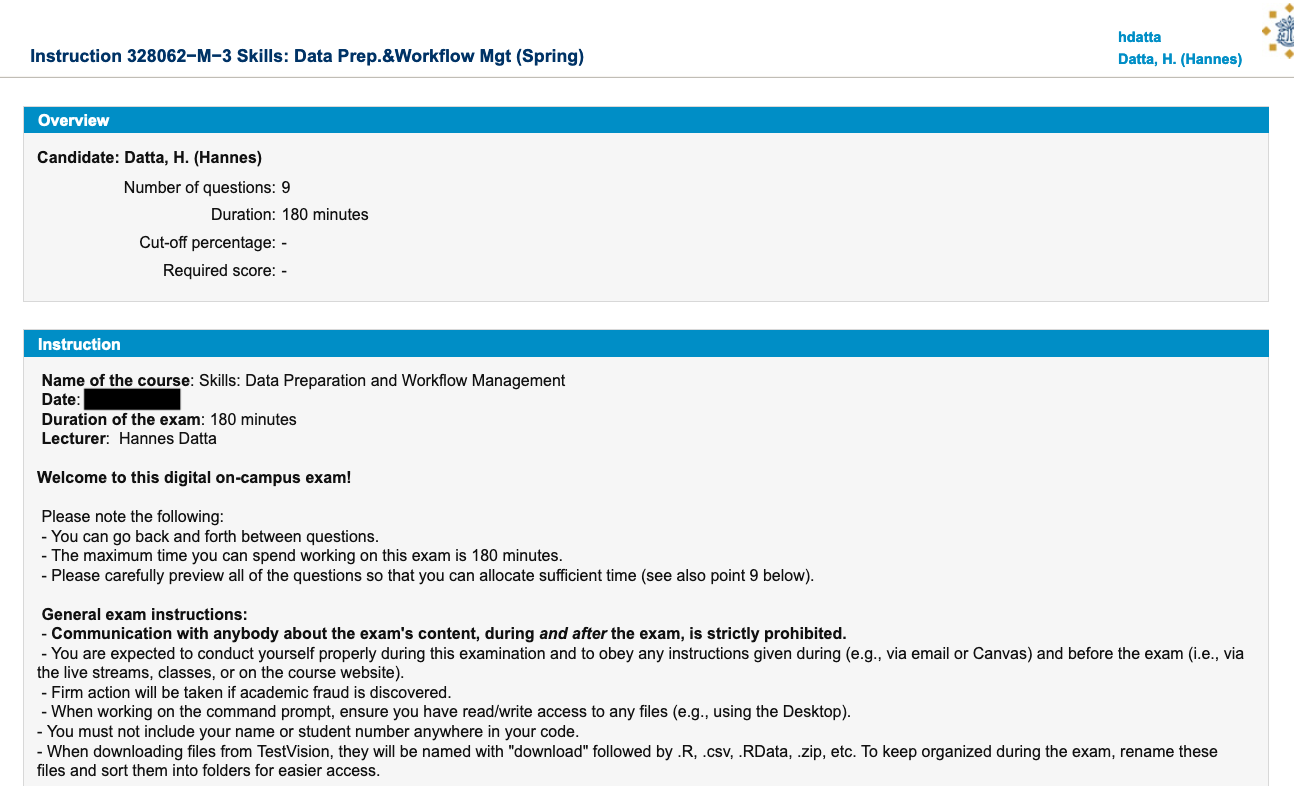 Instruction 328062-M-3 Skills: Data Prep.&Workflow Mgt (Spring)
hdatta
Datta, H. (Hannes)
Overview
Candidate: Datta, H. (Hannes)
Number of questions: 9
Duration: 180 minutes
Cut-off percentage: -
Required score: -
Instruction
Name of the course: Skills: Data Preparation and Workflow Management
Date:
Duration of the exam: 180 minutes
Lecturer: Hannes Datta
Welcome to this digital on-campus exam!
Please note the following:
- You can go back and forth between questions.
- The maximum time you can spend working on this exam is 180 minutes.
- Please carefully preview all of the questions so that you can allocate sufficient time (see also point 9 below).
General exam instructions:
- Communication with anybody about the exam's content, during and after the exam, is strictly prohibited.
- You are expected to conduct yourself properly during this examination and to obey any instructions given during (e.g., via email or Canvas) and before the exam (i.e., via
the live streams, classes, or on the course website).
- Firm action will be taken if academic fraud is discovered.
- When working on the command prompt, ensure you have read/write access to any files (e.g., using the Desktop).
- You must not include your name or student number anywhere in your code.
- When downloading files from TestVision, they will be named with "download" followed by .R, .csv, .RData, .zip, etc. To keep organized during the exam, rename these
files and sort them into folders for easier access.